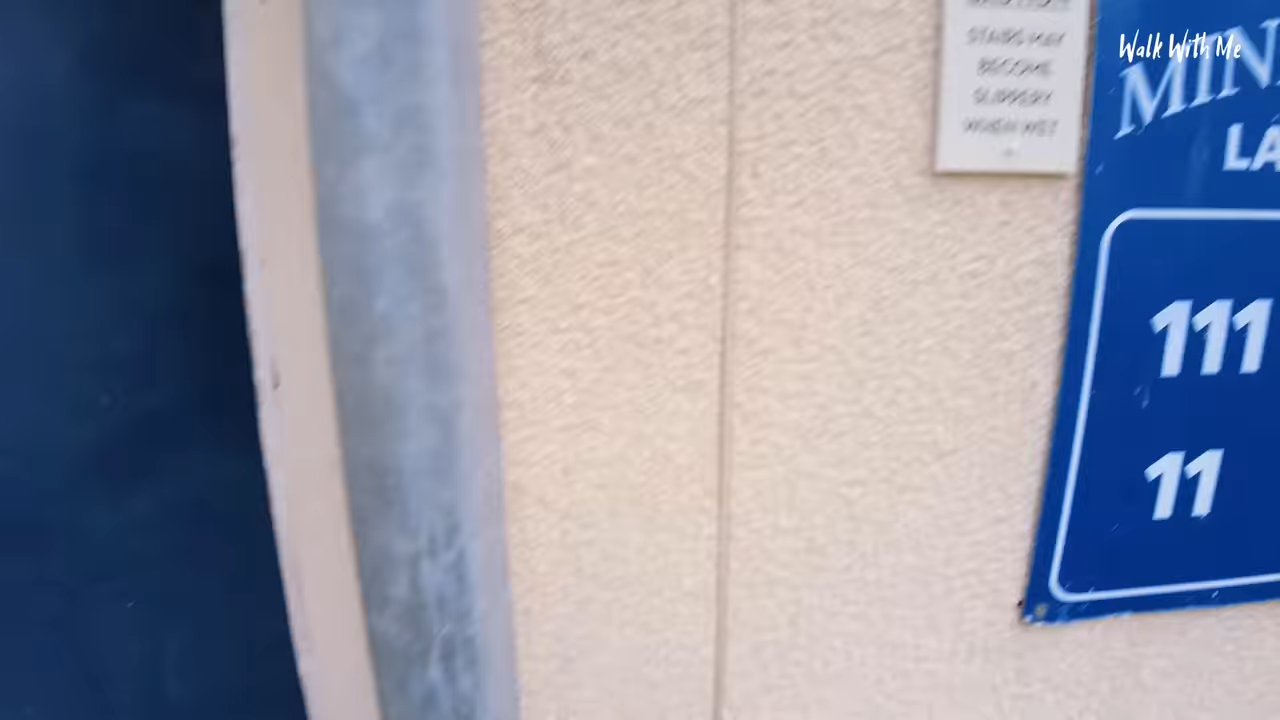 STAIRS MAY
BECOME
SLIPPERY
WHEN WET
Walk With Me
MIN
LA
111
11